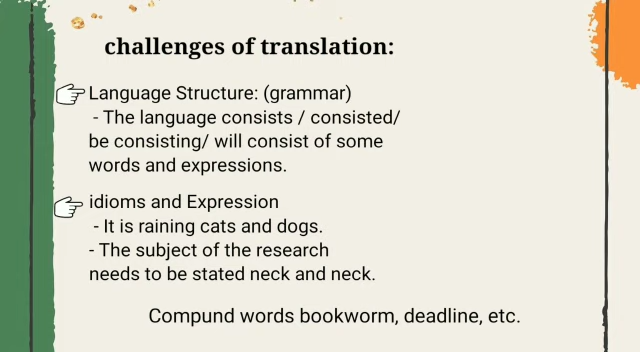 challenges of translation:
Language Structure: (grammar)
- The language consists / consisted/
be consisting/ will consist of some
words and expressions.
idioms and Expression
- It is raining cats and dogs.
- The subject of the research
needs to be stated neck and neck.
Compund words bookworm, deadline, etc.